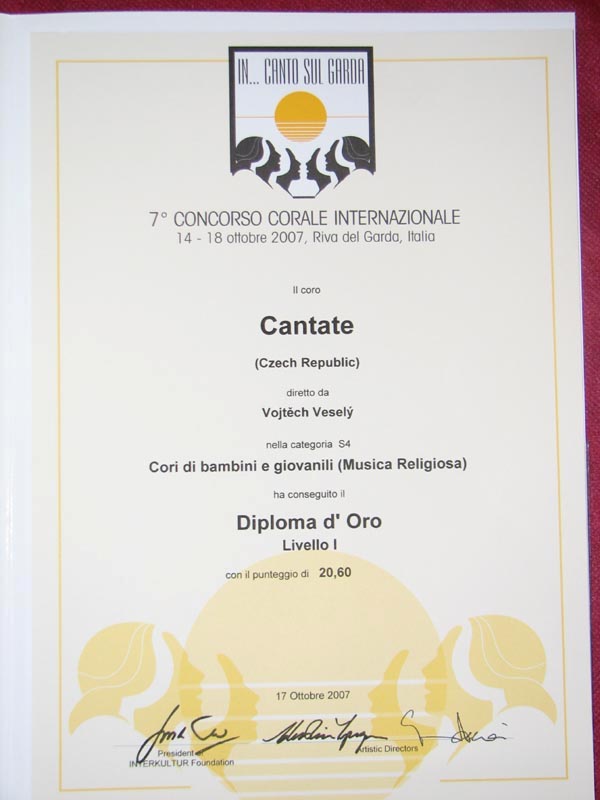 IN... CANTO SUL GARDA
7° CONCORSO CORALE INTERNAZIONALE
14 - 18 ottobre 2007, Riva del Garda, Italia
Il coro
Cantate
(Czech Republic)
diretto da
Vojtěch Veselý
nella categoria S4
Cori di bambini e giovanili (Musica Religiosa)
ha conseguito il
Diploma d' Oro
Livello I
con il punteggio di 20,60
17 Ottobre 2007
President of
INTERKULTUR Foundation
Artistic Directors